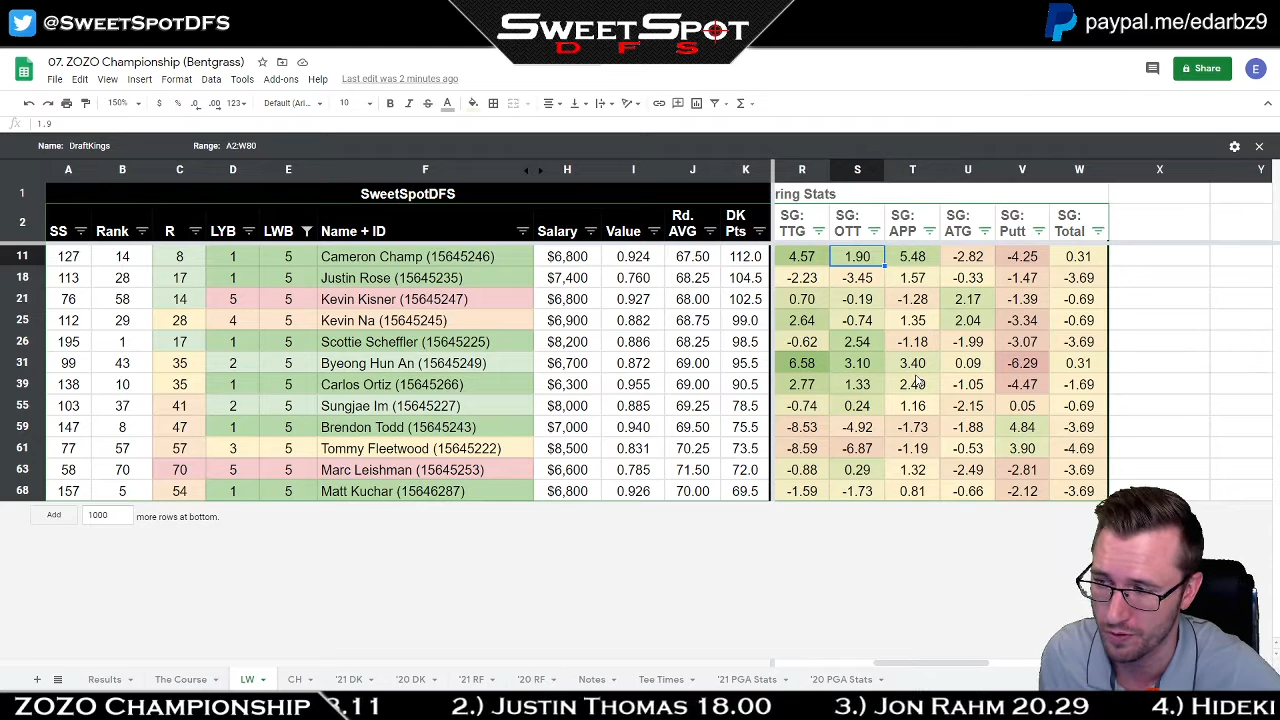 @SweetSpotDFS
SWEETSPOT
DFS
paypal.me/edarbz9
07. ZOZO Championship (Bentgrass)
File Edit View Insert Format Data Tools Add-ons Help Last edit was 2 minutes ago
Share E
150% $ % .0 .00 123 Default (Ari... 10 B I S A
fx 1.9
Name: DraftKings Range: A2:W80
A B C D E F H I J K R S T U V W X Y
1 SweetSpotDFS ring Stats
2 SS Rank R LYB LWB Name + ID Salary Value Rd. AVG DK Pts SG: TTG SG: OTT SG: APP SG: ATG SG: Putt SG: Total
11 127 14 8 1 5 Cameron Champ (15645246) $6,800 0.924 67.50 112.0 4.57 1.90 5.48 -2.82 -4.25 0.31
18 113 28 17 1 5 Justin Rose (15645235) $7,400 0.760 68.25 104.5 -2.23 -3.45 1.57 -0.33 -1.47 -3.69
21 76 58 14 5 5 Kevin Kisner (15645247) $6,800 0.927 68.00 102.5 0.70 -0.19 -1.28 2.17 -1.39 -0.69
25 112 29 28 4 5 Kevin Na (15645245) $6,900 0.882 68.75 99.0 2.64 -0.74 1.35 2.04 -3.34 -0.69
26 195 1 17 1 5 Scottie Scheffler (15645225) $8,200 0.886 68.25 98.5 -0.62 2.54 -1.18 -1.99 -3.07 -3.69
31 99 43 35 2 5 Byeong Hun An (15645249) $6,700 0.872 69.00 95.5 6.58 3.10 3.40 0.09 -6.29 0.31
39 138 10 35 1 5 Carlos Ortiz (15645266) $6,300 0.955 69.00 90.5 2.77 1.33 -1.05 -4.47 -1.69
55 103 37 41 2 5 Sungjae Im (15645227) $8,000 0.885 69.25 78.5 -0.74 0.24 1.16 -2.15 0.05 -0.69
59 147 8 47 1 5 Brendon Todd (15645243) $7,000 0.940 69.50 75.5 -8.53 -4.92 -1.73 -1.88 4.84 -3.69
61 77 57 54 3 5 Tommy Fleetwood (15645222) $8,500 0.831 70.25 73.5 -8.59 -6.87 -1.19 -0.53 3.90 -4.69
63 58 70 70 5 5 Marc Leishman (15645253) $6,600 0.785 71.50 72.0 -0.88 0.29 1.32 -2.49 -2.81 -3.69
68 157 5 54 1 5 Matt Kuchar (15646287) $6,800 0.926 70.00 69.5 -1.59 -1.73 0.81 -0.66 -2.12 -3.69
Add 1000 more rows at bottom.
+ Results The Course LW CH '21 DK '20 DK '21 RF '20 RF Notes Tee Times '21 PGA Stats '20 PGA Stats
ZOZO CHAMPIONSHIP 2.) JUSTIN THOMAS 18.00 3.) JON RAHM 20.29 4.) HIDEKI